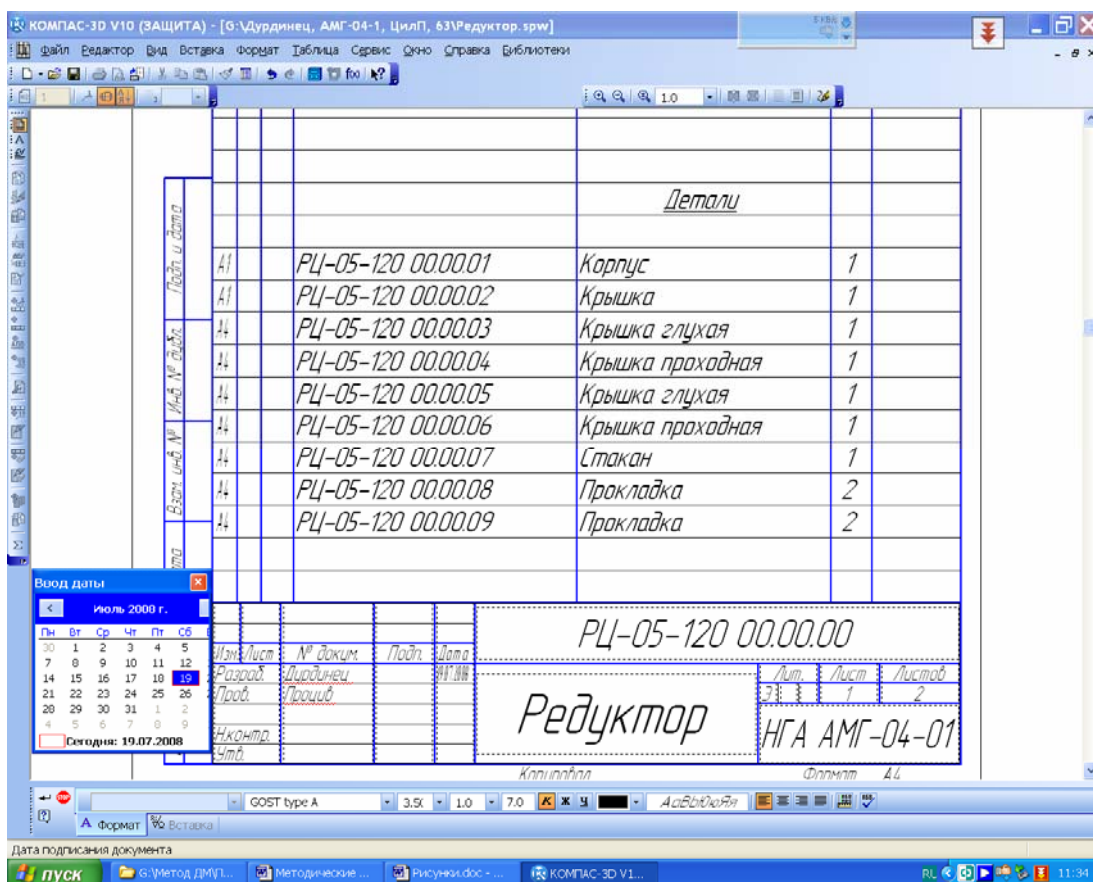 КОМПАС-3D V10 (ЗАЩИТА) - [G:\Дурдинец, АМГ-04-1, ЦилП, 63\Редуктор.spw]
Файл Редактор Вид Вставка Формат Таблица Сервис Окно Справка Библиотеки
1.0
Детали
А1 РЦ-05-120 00.00.01 Корпус 1
А1 РЦ-05-120 00.00.02 Крышка 1
А4 РЦ-05-120 00.00.03 Крышка глухая 1
А4 РЦ-05-120 00.00.04 Крышка проходная 1
А4 РЦ-05-120 00.00.05 Крышка глухая 1
А4 РЦ-05-120 00.00.06 Крышка проходная 1
А4 РЦ-05-120 00.00.07 Стакан 1
А4 РЦ-05-120 00.00.08 Прокладка 2
А4 РЦ-05-120 00.00.09 Прокладка 2
Подп. и дата
Инв. № дубл.
Взам. инв. №
Ввод даты
Июль 2008 г.
Пн Вт Ср Чт Пт Сб
30 1 2 3 4 5
7 8 9 10 11 12
14 15 16 17 18 19
21 22 23 24 25 26
28 29 30 31 1 2
4 5 6 7 8 9
Сегодня: 19.07.2008
РЦ-05-120 00.00.00
Изм. Лист № докум. Подп. Дата
Разраб. Дурдинец
Пров. Процив
Н.контр.
Утв.
Редуктор
Лит. Лист Листов
1 2
НГА АМГ-04-01
Копировал Формат А4
GOST type A 3.5 1.0 7.0 К Ж Ч АаВbБбЯя
Формат Вставка
Дата подписания документа
пуск G:\Метод ДМ\П... Методические ... Рисунки.doc - ... КОМПАС-3D V1... RL 11:34